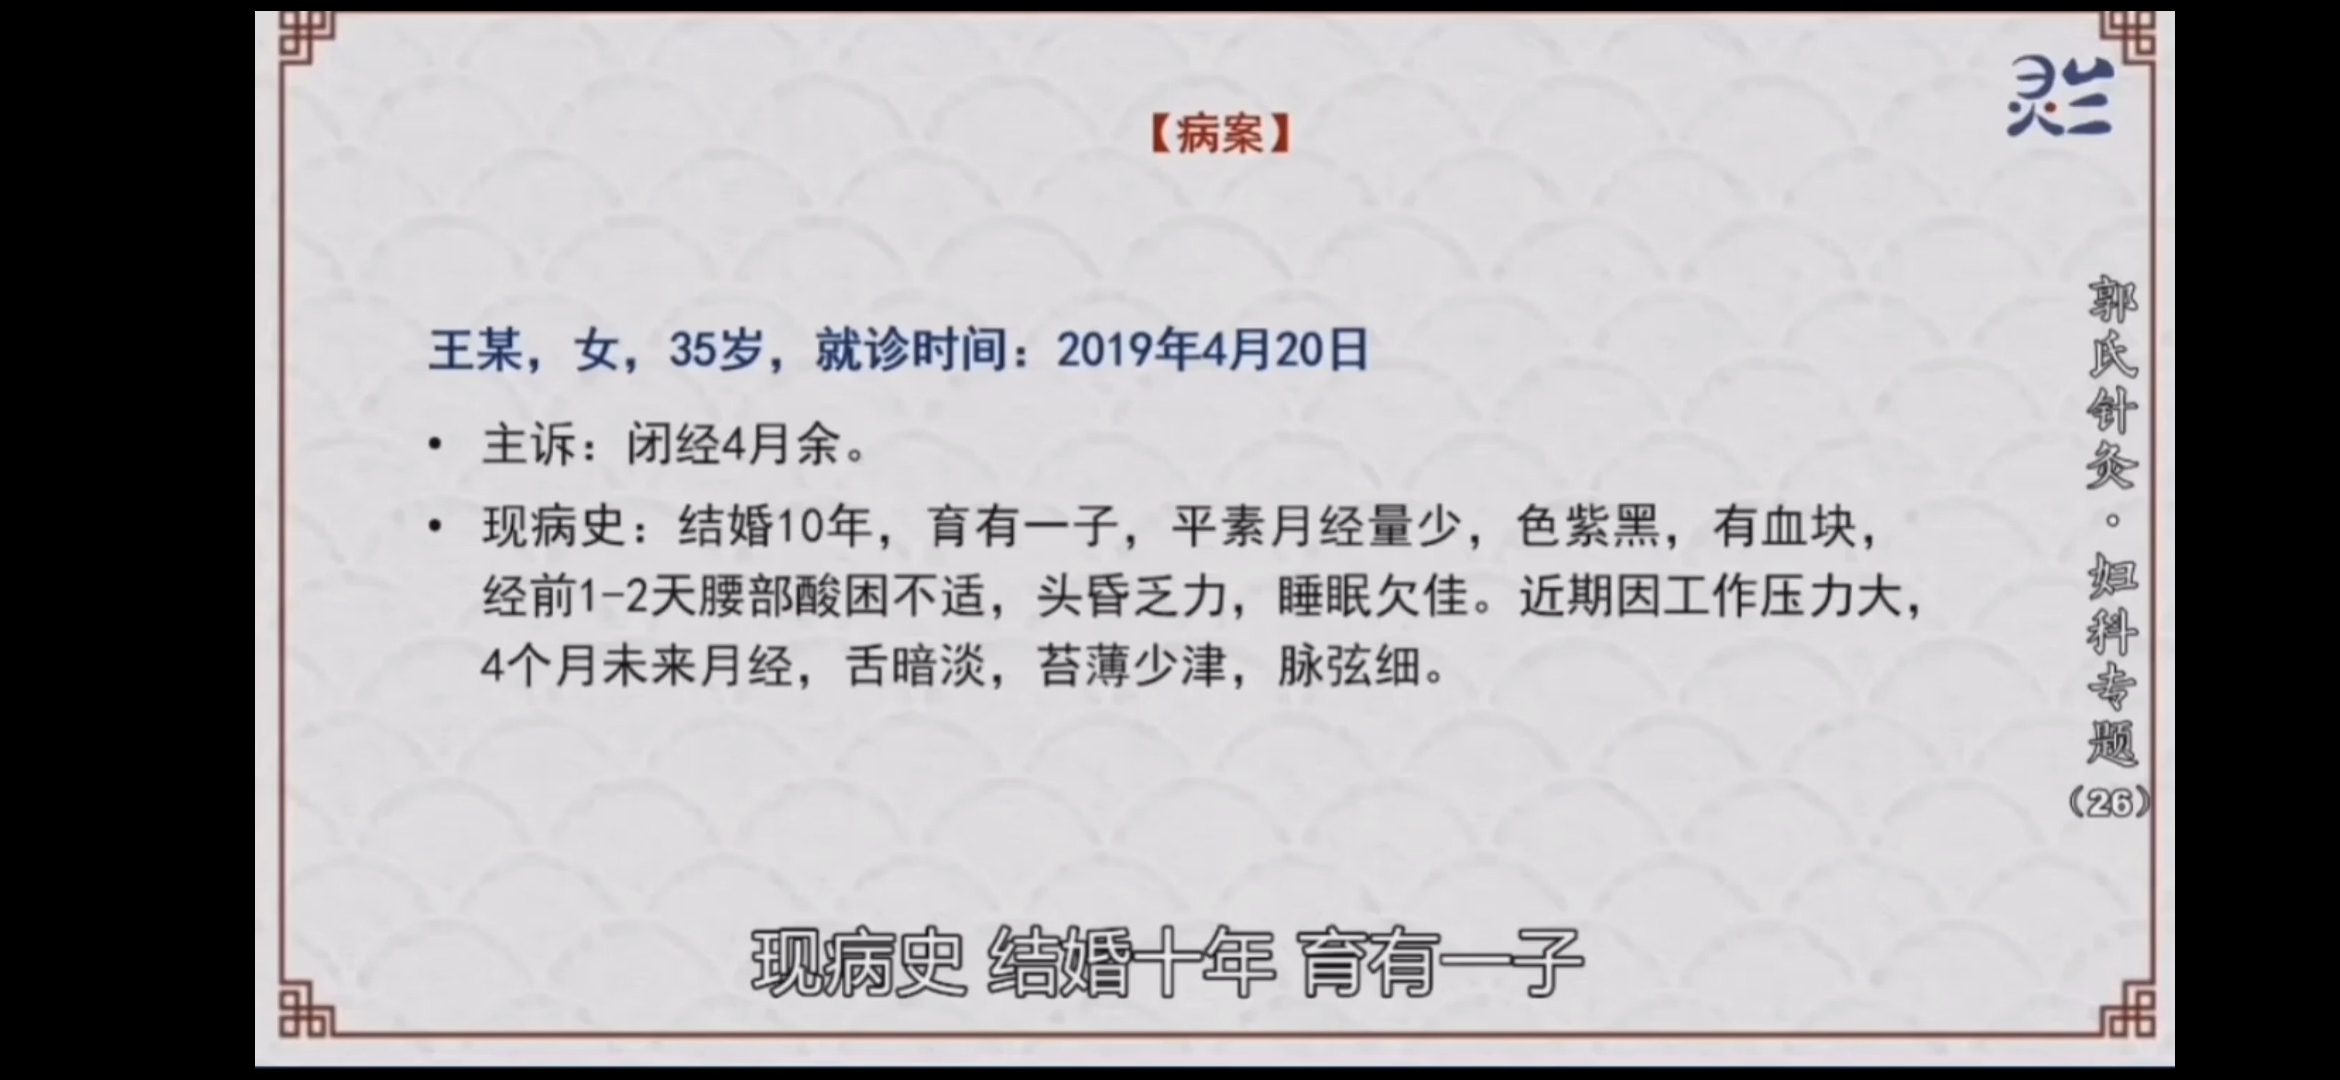 灵兰
【病案】
王某，女，35岁，就诊时间：2019年4月20日
• 主诉：闭经4月余。
• 现病史：结婚10年，育有一子，平素月经量少，色紫黑，有血块，
经前1-2天腰部酸困不适，头昏乏力，睡眠欠佳。近期因工作压力大，
4个月未来月经，舌暗淡，苔薄少津，脉弦细。
郭氏针灸·妇科专题（26）
现病史 结婚十年 育有一子